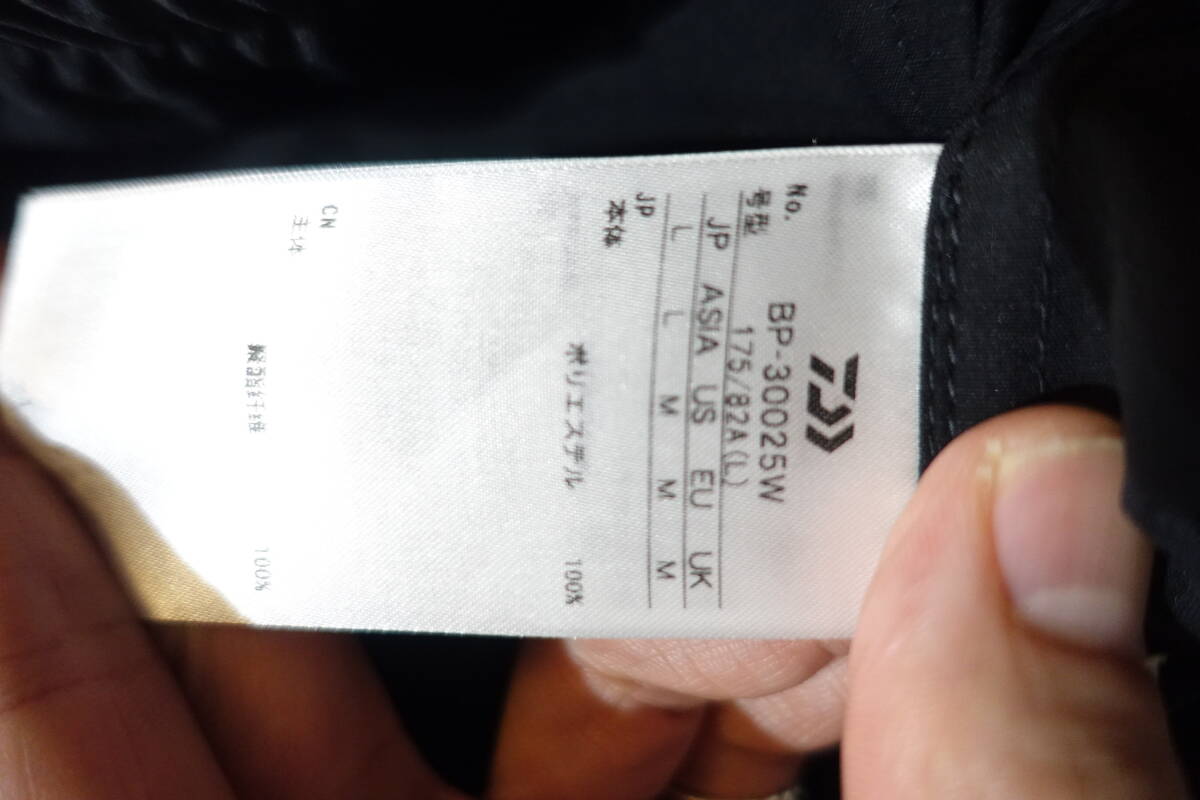 No. BP-30025W
号型 175/82A(L)
JP ASIA US EU UK
L L M M M
JP
本体 ポリエステル 100%
CN
主体 100%